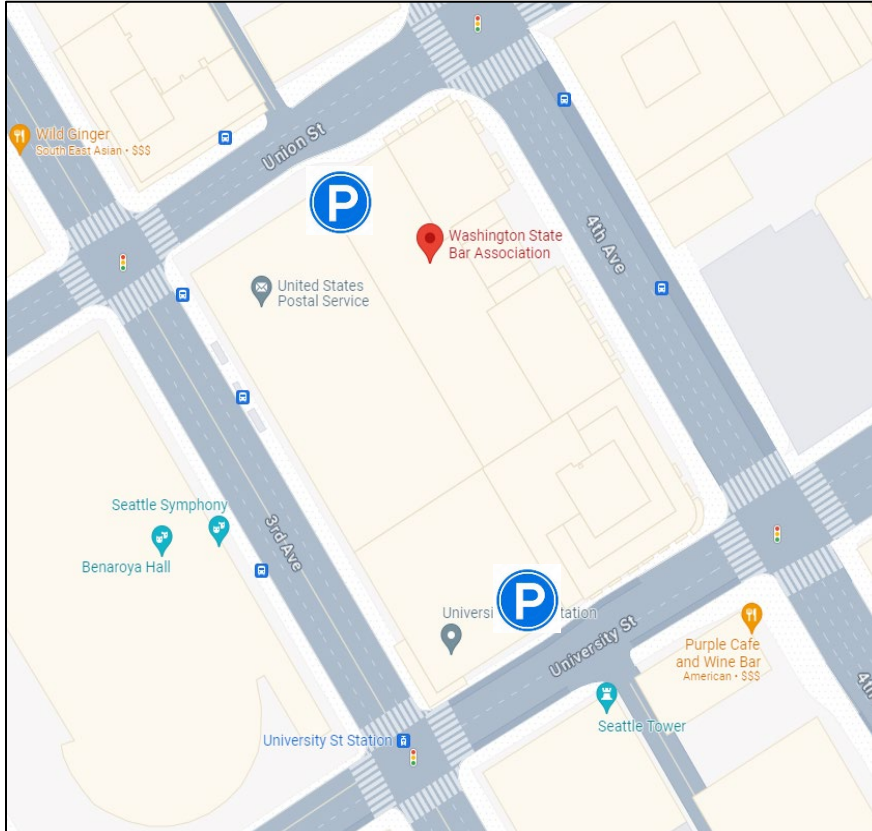 Wild Ginger
South East Asian • $$$
Union St
P
Washington State
Bar Association
4th Ave
United States
Postal Service
Seattle Symphony
Benaroya Hall
3rd Ave
P
Universi
tation
University St
Purple Cafe
and Wine Bar
American • $$$
4th
Seattle Tower
University St Station